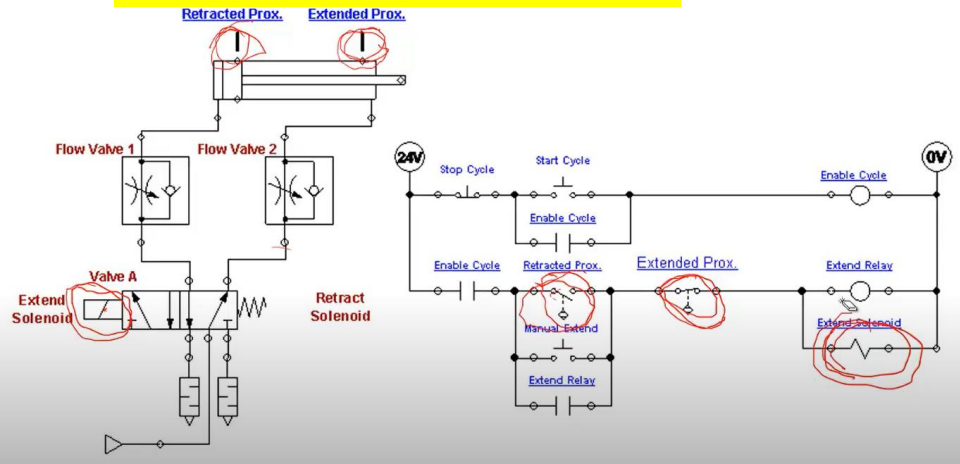 Retracted Prox. Extended Prox.
Flow Valve 1 Flow Valve 2
Valve A
Extend
Solenoid
Retract
Solenoid
24V
0V
Stop Cycle
Start Cycle
Enable Cycle
Enable Cycle
Enable Cycle
Retracted Prox.
Extended Prox.
Extend Relay
Manual Extend
Extend Solenoid
Extend Relay